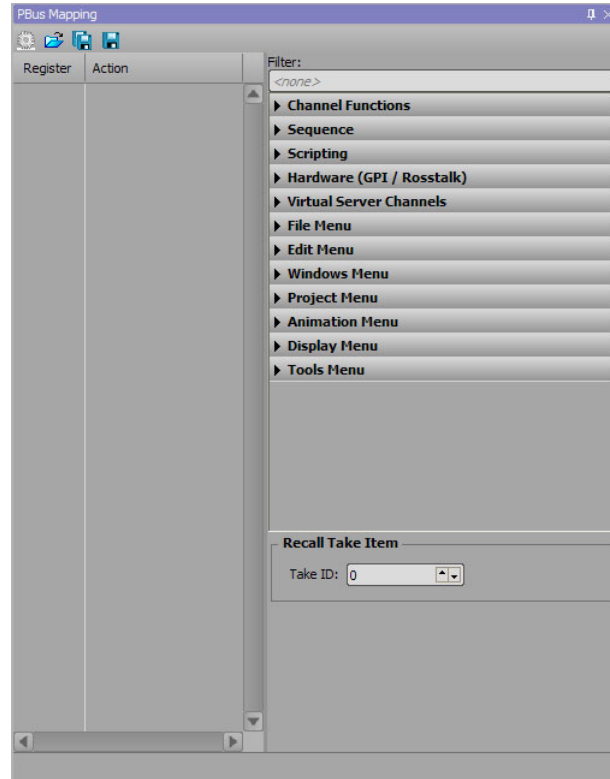 PBus Mapping
Register Action
Filter:
<none>
Channel Functions
Sequence
Scripting
Hardware (GPI / Rosstalk)
Virtual Server Channels
File Menu
Edit Menu
Windows Menu
Project Menu
Animation Menu
Display Menu
Tools Menu
Recall Take Item
Take ID: 0